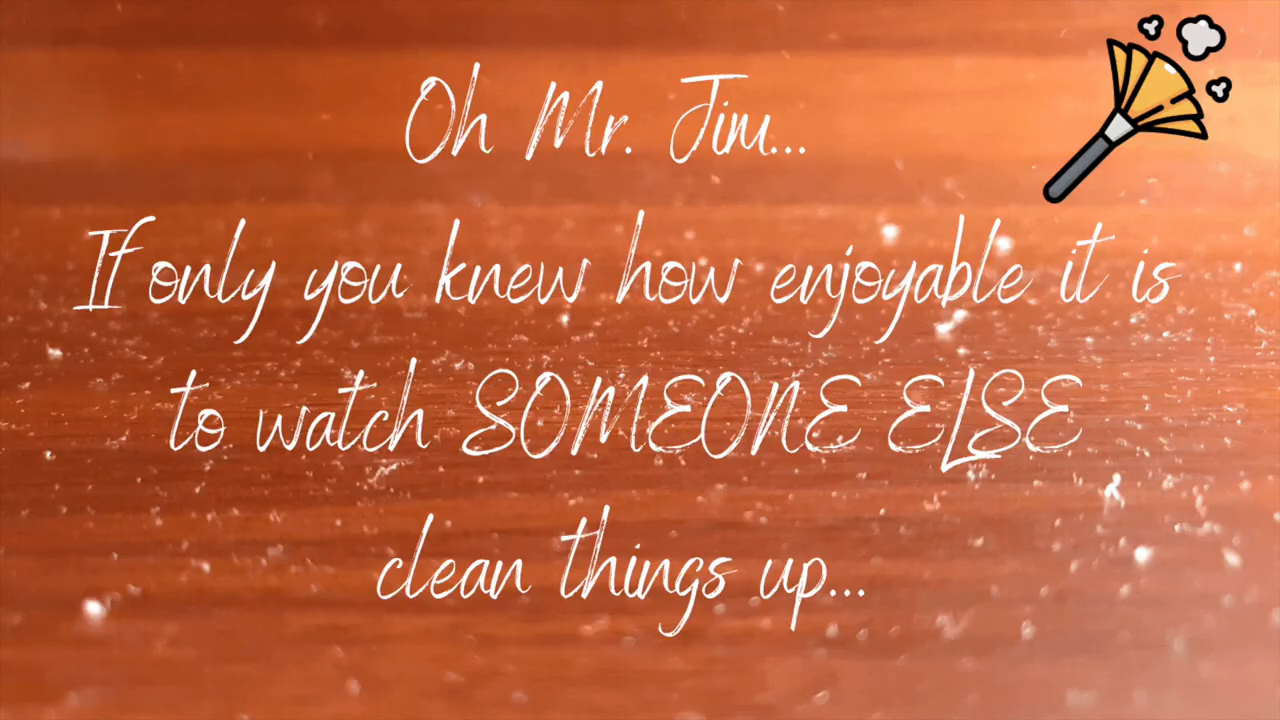 Oh Mr. Jim...
If only you knew how enjoyable it is
to watch SOMEONE ELSE
clean things up...